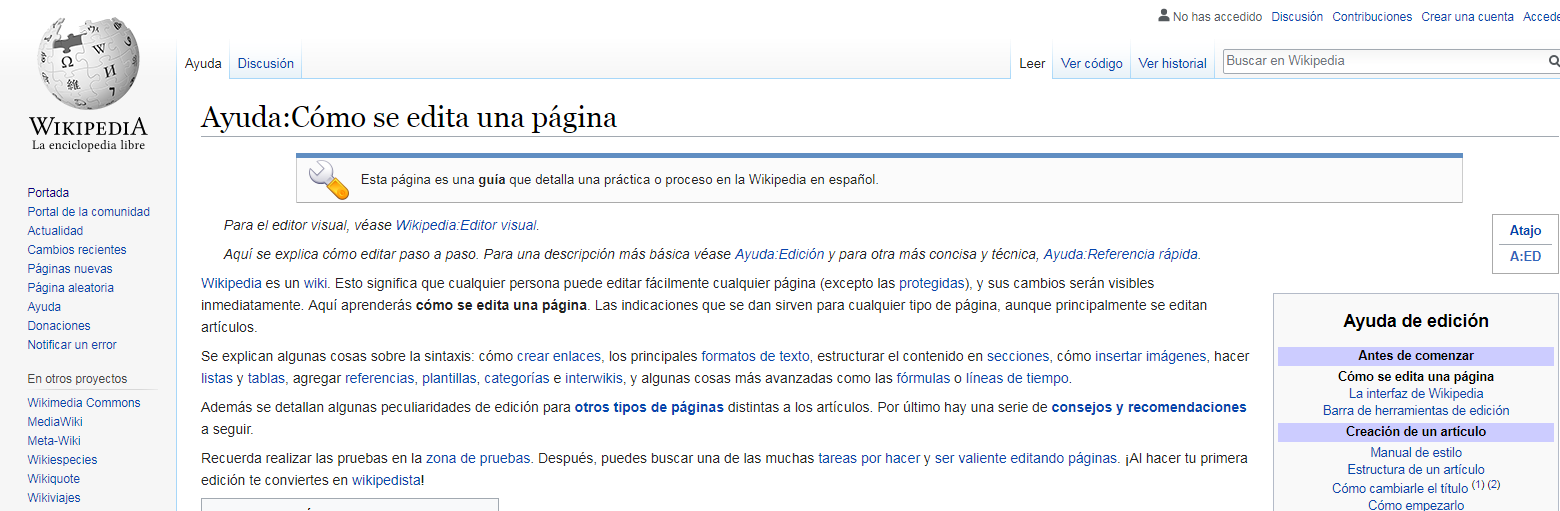 No has accedido Discusión Contribuciones Crear una cuenta
Ayuda Discusión Leer Ver código Ver historial Buscar en Wikipedia
WIKIPEDIA
La enciclopedia libre
Portada
Portal de la comunidad
Actualidad
Cambios recientes
Páginas nuevas
Página aleatoria
Ayuda
Donaciones
Notificar un error
En otros proyectos
Wikimedia Commons
MediaWiki
Meta-Wiki
Wikiespecies
Wikiquote
Wikiviajes
Ayuda:Cómo se edita una página
Esta página es una guía que detalla una práctica o proceso en la Wikipedia en español.
Para el editor visual, véase Wikipedia:Editor visual.
Aquí se explica cómo editar paso a paso. Para una descripción más básica véase Ayuda:Edición y para otra más concisa y técnica, Ayuda:Referencia rápida.
Wikipedia es un wiki. Esto significa que cualquier persona puede editar fácilmente cualquier página (excepto las protegidas), y sus cambios serán visibles
inmediatamente. Aquí aprenderás cómo se edita una página. Las indicaciones que se dan sirven para cualquier tipo de página, aunque principalmente se editan
artículos.
Se explican algunas cosas sobre la sintaxis: cómo crear enlaces, los principales formatos de texto, estructurar el contenido en secciones, cómo insertar imágenes, hacer
listas y tablas, agregar referencias, plantillas, categorías e interwikis, y algunas cosas más avanzadas como las fórmulas o líneas de tiempo.
Además se detallan algunas peculiaridades de edición para otros tipos de páginas distintas a los artículos. Por último hay una serie de consejos y recomendaciones
a seguir.
Recuerda realizar las pruebas en la zona de pruebas. Después, puedes buscar una de las muchas tareas por hacer y ser valiente editando páginas. ¡Al hacer tu primera
edición te conviertes en wikipedista!
Atajo
A:ED
Ayuda de edición
Antes de comenzar
Cómo se edita una página
La interfaz de Wikipedia
Barra de herramientas de edición
Creación de un artículo
Manual de estilo
Estructura de un artículo
Cómo cambiarle el título (1) (2)
Cómo empezarlo